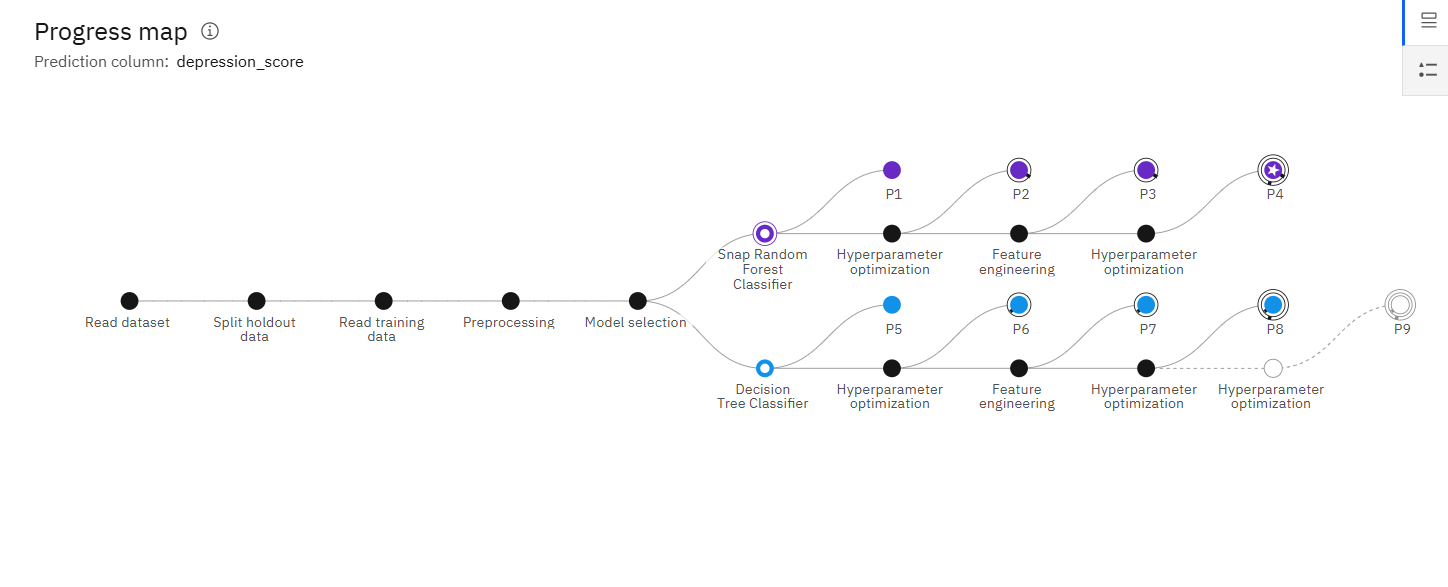 Progress map
Prediction column: depression_score
P1
P2
P3
P4
Snap Random
Forest
Classifier
Hyperparameter
optimization
Feature
engineering
Hyperparameter
optimization
Read dataset
Split holdout
data
Read training
data
Preprocessing
Model selection
P5
P6
P7
P8
P9
Decision
Tree Classifier
Hyperparameter
optimization
Feature
engineering
Hyperparameter
optimization
Hyperparameter
optimization